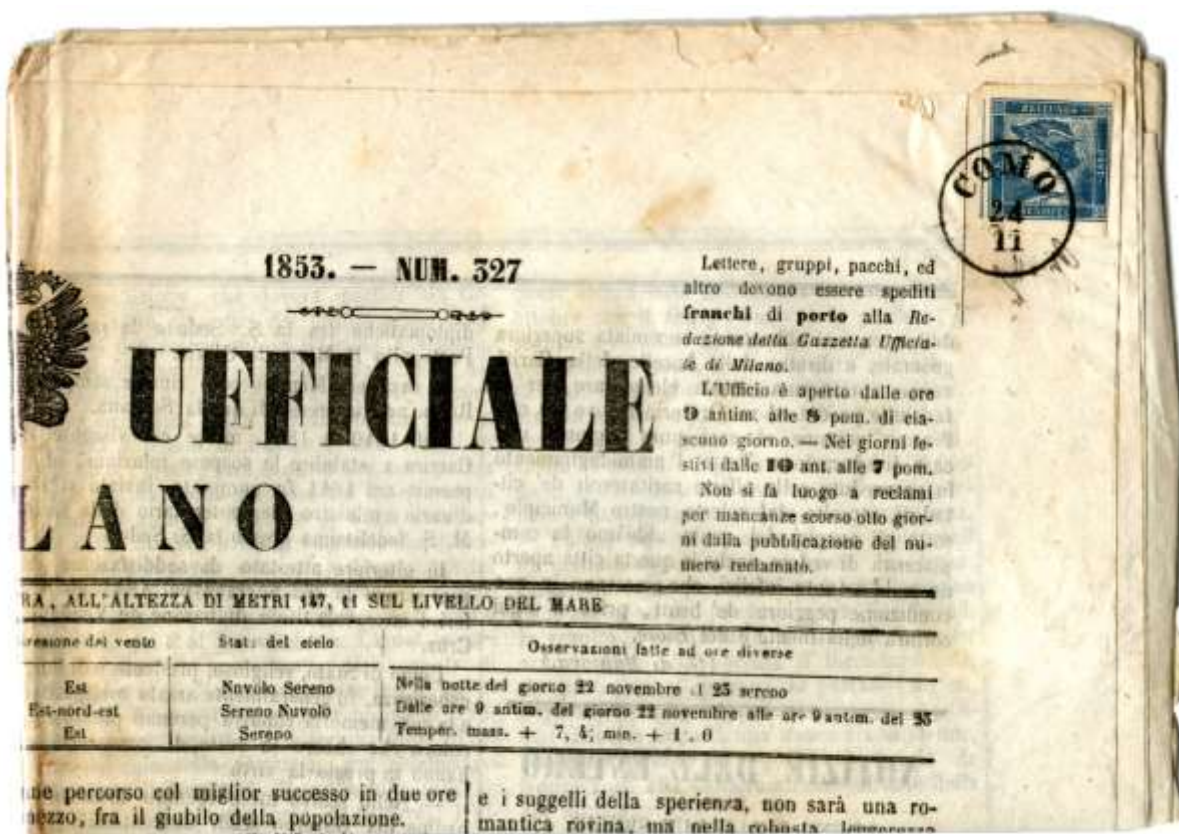 COMO
24
11
1853. — NUM. 327
UFFICIALE
LANO
Lettere, gruppi, pacchi, ed
altro devono essere spediti
franchi di porto alla Re-
dazione della Gazzetta Ufficia-
le di Milano.
L'Ufficio è aperto dalle ore
9 antim. alle 8 pom. di cia-
scuno giorno. — Nei giorni fe-
stivi dalle 10 ant. alle 7 pom.
Non si fa luogo a reclami
per mancanze scorso otto gior-
ni dalla pubblicazione del nu-
mero reclamato.
RA, ALL'ALTEZZA DI METRI 147, 11 SUL LIVELLO DEL MARE
del vento
Stato del cielo
Osservazioni fatte ad ore diverse
Est
Nuvolo Sereno
Nella notte del giorno 22 novembre al 23 sereno
Est-nord-est
Sereno Nuvolo
Dalle ore 9 antim. del giorno 22 novembre alle ore 9 antim. del 23
Est
Sereno
Temper. mass. + 7, 4; min. + 1, 0
ne percorso col miglior successo in due ore
mezzo, fra il giubilo della popolazione.
e i suggelli della sperienza, non sarà una ro-
mantica rovina, ma nella robusta